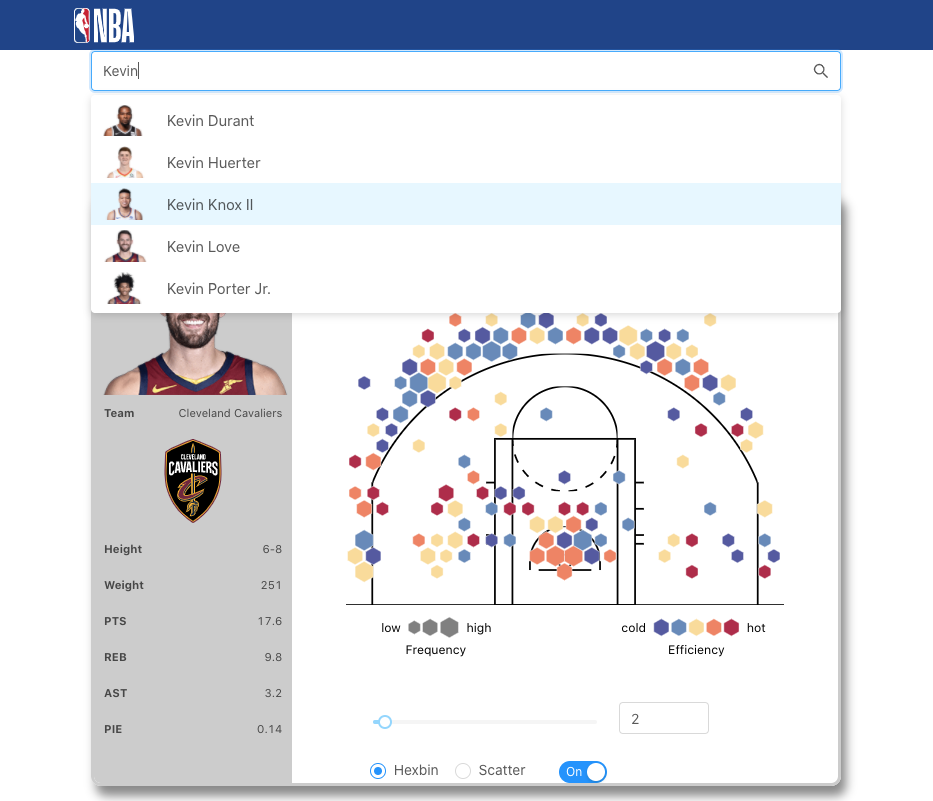 NBA
Kevin
Kevin Durant
Kevin Huerter
Kevin Knox II
Kevin Love
Kevin Porter Jr.
Team Cleveland Cavaliers
CLEVELAND
CAVALIERS
C
Height 6-8
Weight 251
PTS 17.6
REB 9.8
AST 3.2
PIE 0.14
low high
Frequency
cold hot
Efficiency
2
Hexbin Scatter On